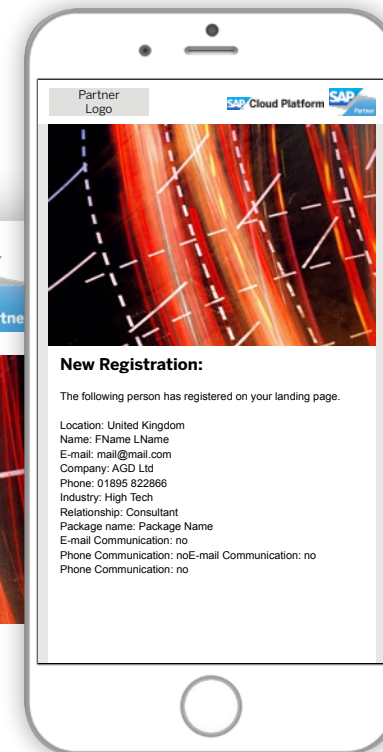 Partner
Logo
SAP Cloud Platform
SAP
Partner
New Registration:
The following person has registered on your landing page.
Location: United Kingdom
Name: FName LName
E-mail: mail@mail.com
Company: AGD Ltd
Phone: 01895 822866
Industry: High Tech
Relationship: Consultant
Package name: Package Name
E-mail Communication: no
Phone Communication: noE-mail Communication: no
Phone Communication: no